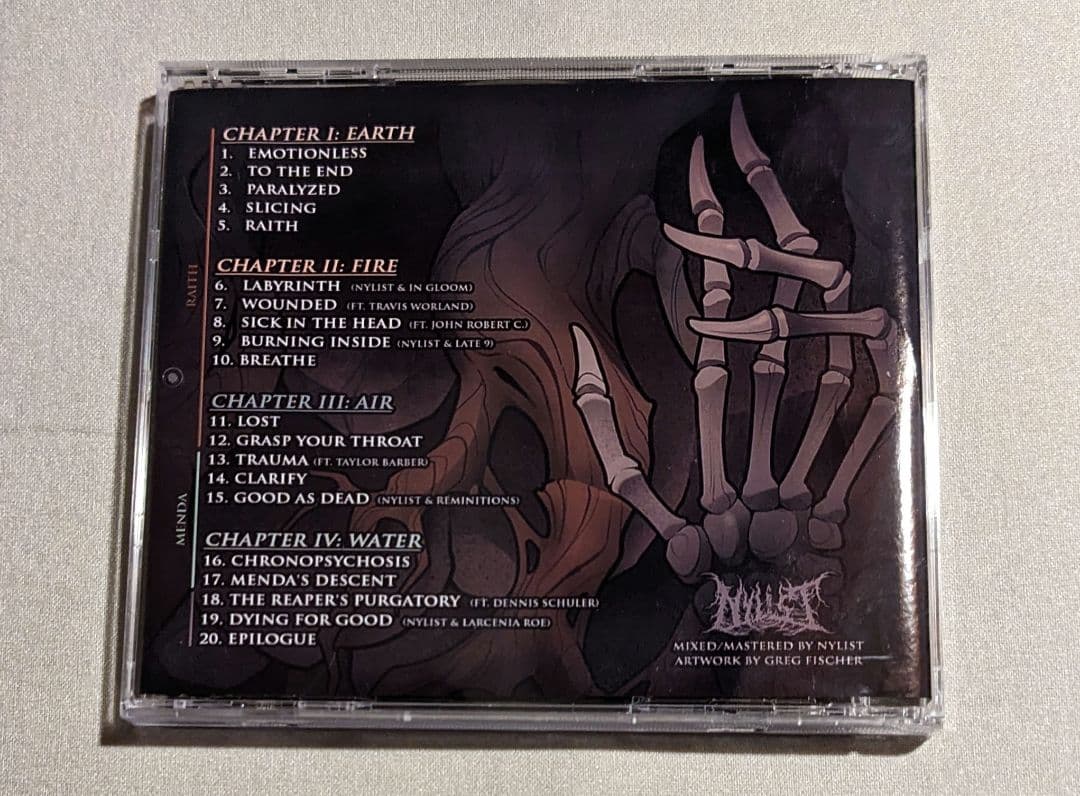 CHAPTER I: EARTH
1. EMOTIONLESS
2. TO THE END
3. PARALYZED
4. SLICING
5. RAITH
RAITH
CHAPTER II: FIRE
6. LABYRINTH (NYLIST & IN GLOOM)
7. WOUNDED (FT. TRAVIS WORLAND)
8. SICK IN THE HEAD (FT. JOHN ROBERT C.)
9. BURNING INSIDE (NYLIST & LATE 9)
10. BREATHE
CHAPTER III: AIR
11. LOST
12. GRASP YOUR THROAT
13. TRAUMA (FT. TAYLOR BARBER)
14. CLARIFY
15. GOOD AS DEAD (NYLIST & REMINITIONS)
MENDA
CHAPTER IV: WATER
16. CHRONOPSYCHOSIS
17. MENDA'S DESCENT
18. THE REAPER'S PURGATORY (FT. DENNIS SCHULER)
19. DYING FOR GOOD (NYLIST & LARCENIA ROE)
20. EPILOGUE
NYLIST
MIXED/MASTERED BY NYLIST
ARTWORK BY GREG FISCHER